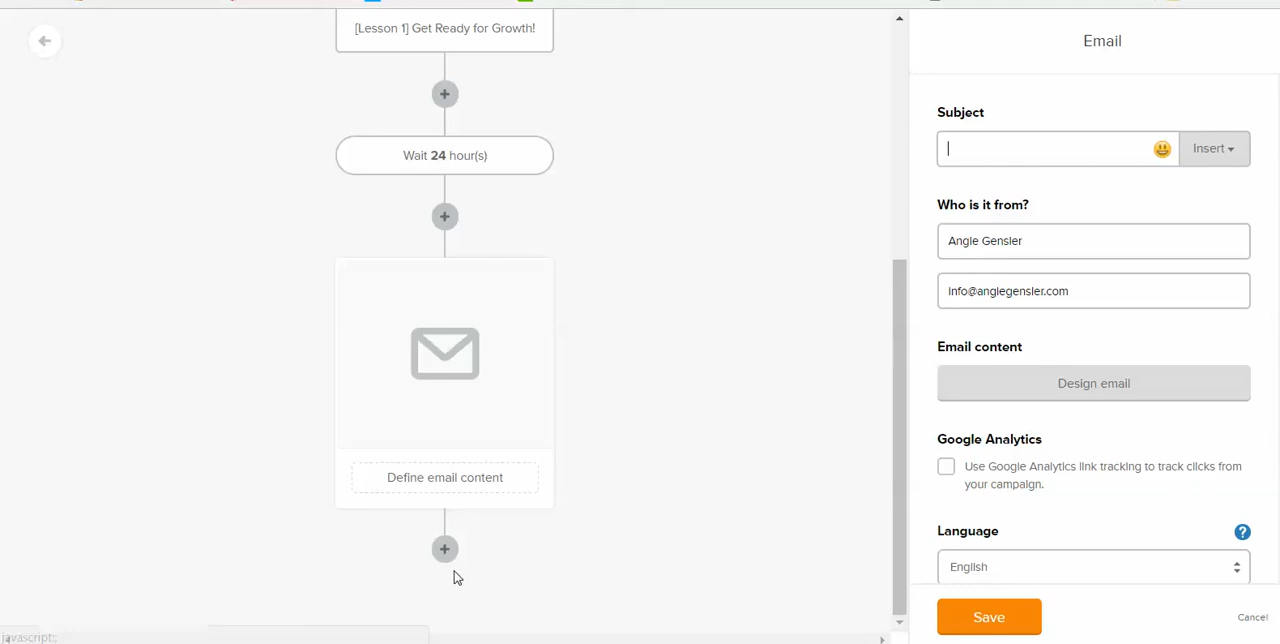 [Lesson 1] Get Ready for Growth!
Wait 24 hour(s)
Define email content
javascript:;
Email
Subject
Insert
Who is it from?
Angie Gensler
info@angiegensler.com
Email content
Design email
Google Analytics
Use Google Analytics link tracking to track clicks from
your campaign.
Language
?
English
Save
Cancel